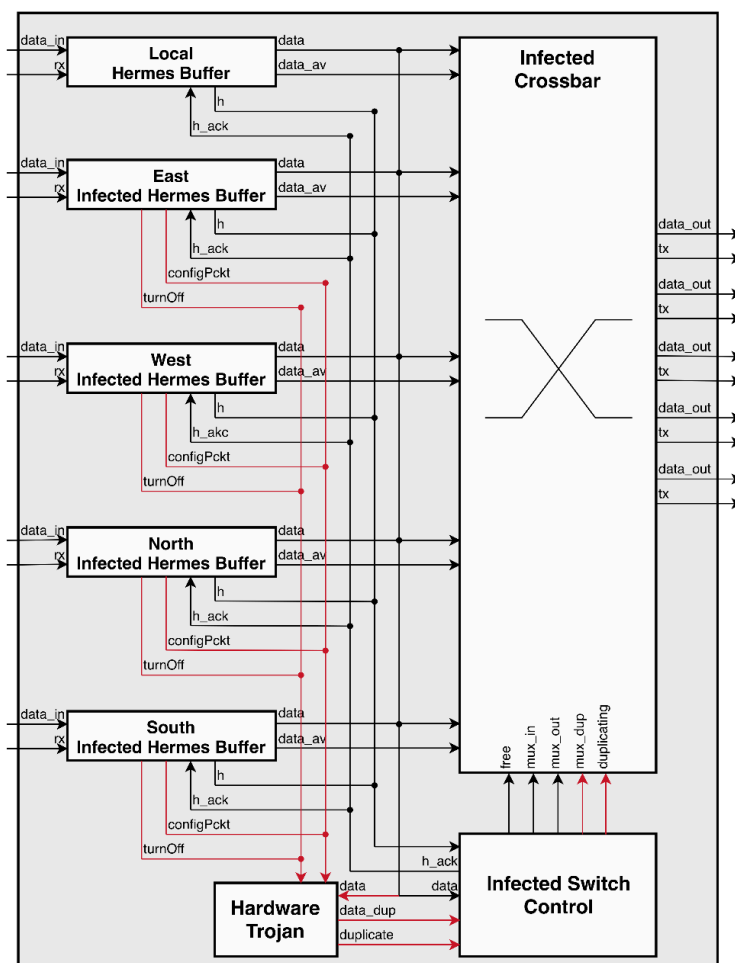 data_in
rx
Local
Hermes Buffer
data
data_av
h
h_ack
Infected
Crossbar
data_in
rx
East
Infected Hermes Buffer
data
data_av
h
h_ack
configPckt
turnOff
data_in
rx
West
Infected Hermes Buffer
data
data_av
h
h_akc
configPckt
turnOff
data_in
rx
North
Infected Hermes Buffer
data
data_av
h
h_ack
configPckt
turnOff
data_in
rx
South
Infected Hermes Buffer
data
data_av
h
h_ack
configPckt
turnOff
data_out
tx
data_out
tx
data_out
tx
data_out
tx
data_out
tx
free
mux_in
mux_out
mux_dup
duplicating
Hardware
Trojan
data
data_dup
duplicate
h_ack
data
Infected Switch
Control